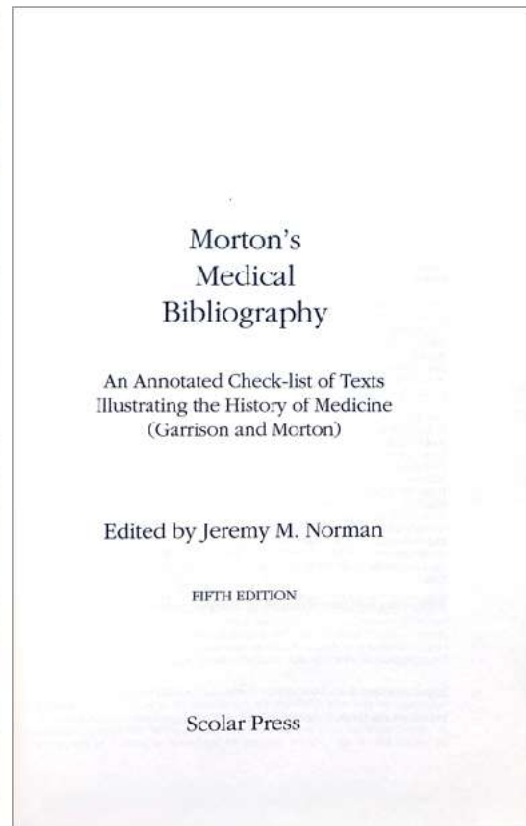 Morton's
Medical
Bibliography
An Annotated Check-list of Texts
Illustrating the History of Medicine
(Garrison and Morton)
Edited by Jeremy M. Norman
FIFTH EDITION
Scolar Press